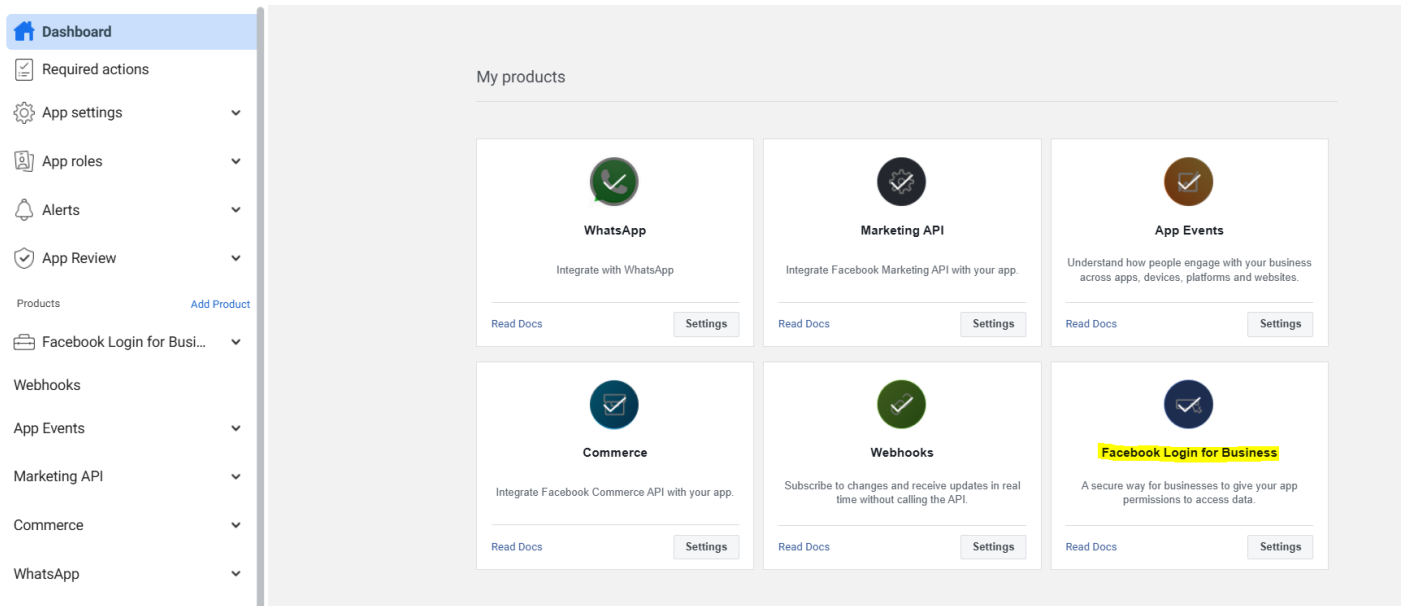 Dashboard
Required actions
App settings
App roles
Alerts
App Review
Products
Add Product
Facebook Login for Busi...
Webhooks
App Events
Marketing API
Commerce
WhatsApp
My products
WhatsApp
Integrate with WhatsApp
Read Docs
Settings
Marketing API
Integrate Facebook Marketing API with your app.
Read Docs
Settings
App Events
Understand how people engage with your business
across apps, devices, platforms and websites.
Read Docs
Settings
Commerce
Integrate Facebook Commerce API with your app.
Read Docs
Settings
Webhooks
Subscribe to changes and receive updates in real
time without calling the API.
Read Docs
Settings
Facebook Login for Business
A secure way for businesses to give your app
permissions to access data.
Read Docs
Settings